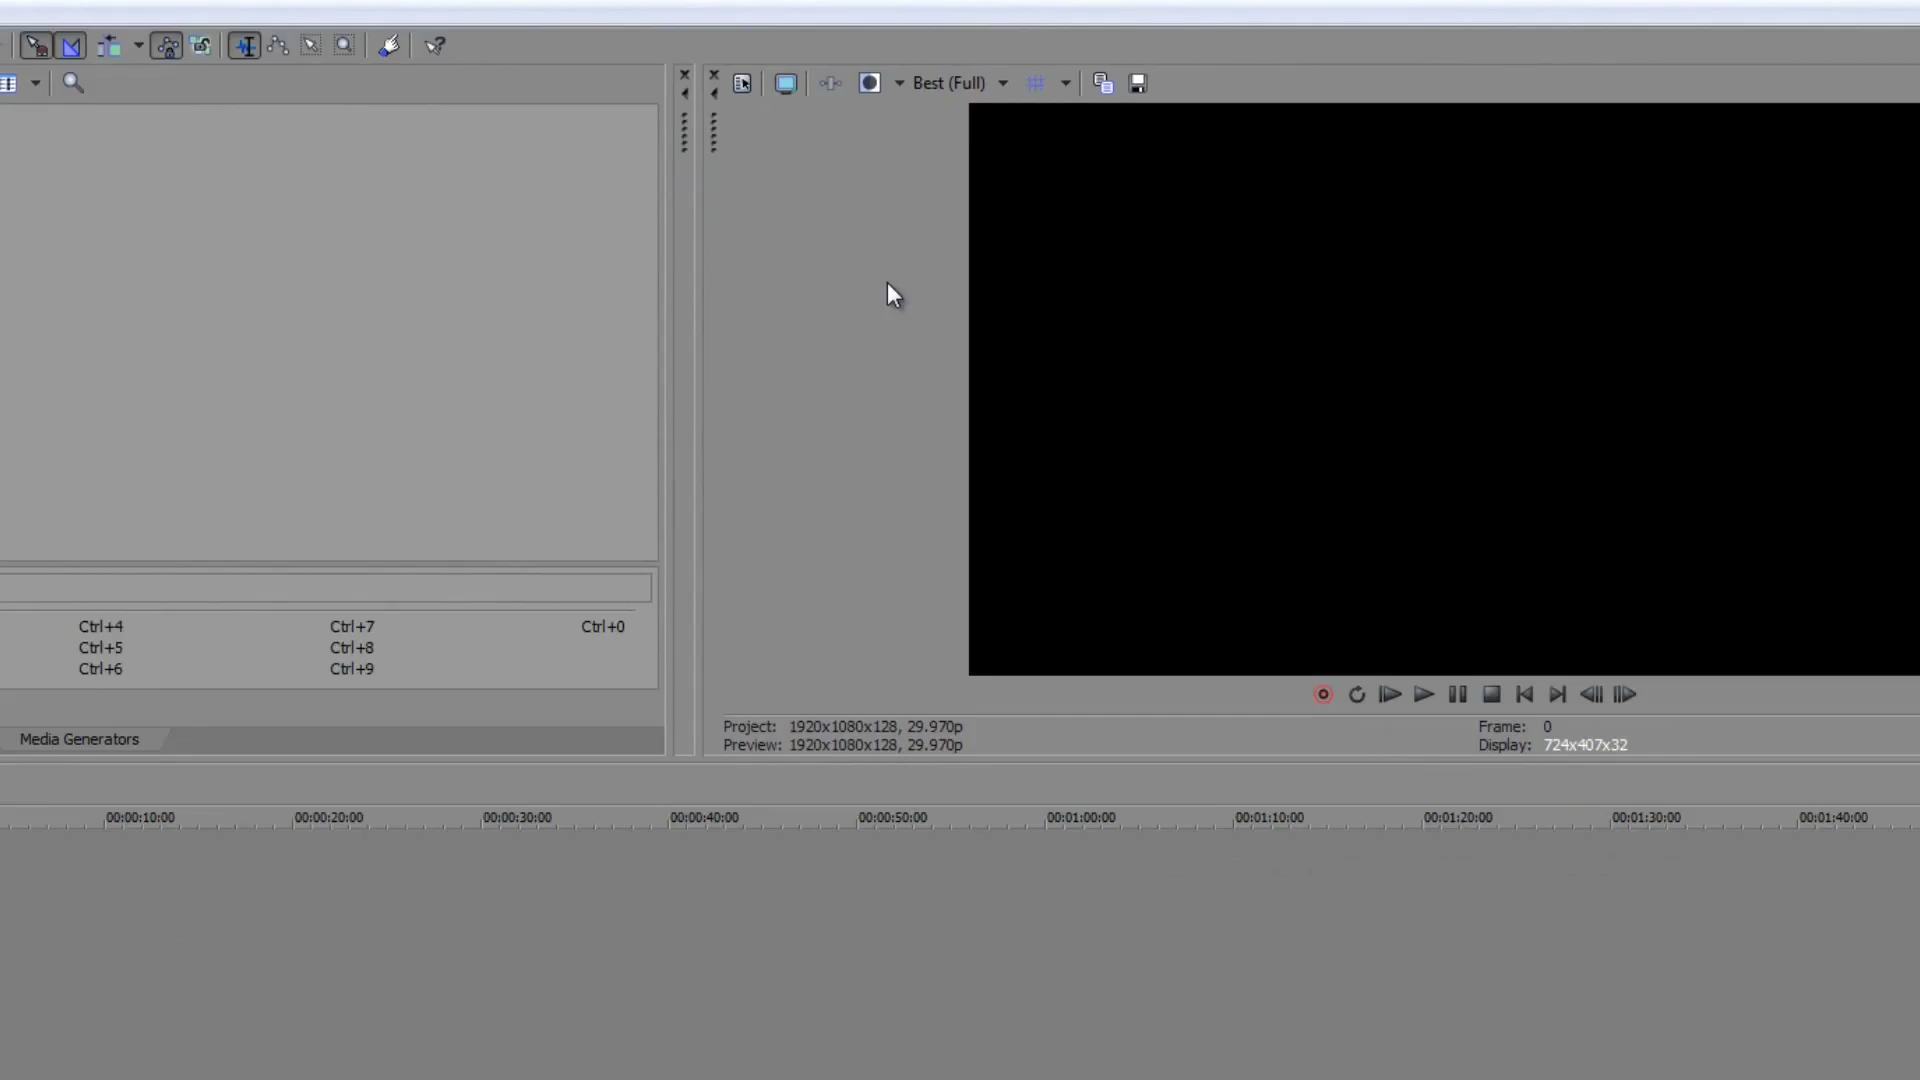 Best (Full)
Ctrl+4 Ctrl+7 Ctrl+0
Ctrl+5 Ctrl+8
Ctrl+6 Ctrl+9
Media Generators
Project: 1920x1080x128, 29.970p
Preview: 1920x1080x128, 29.970p
Frame: 0
Display: 724x407x32
00:00:10:00 00:00:20:00 00:00:30:00 00:00:40:00 00:00:50:00 00:01:00:00 00:01:10:00 00:01:20:00 00:01:30:00 00:01:40:00